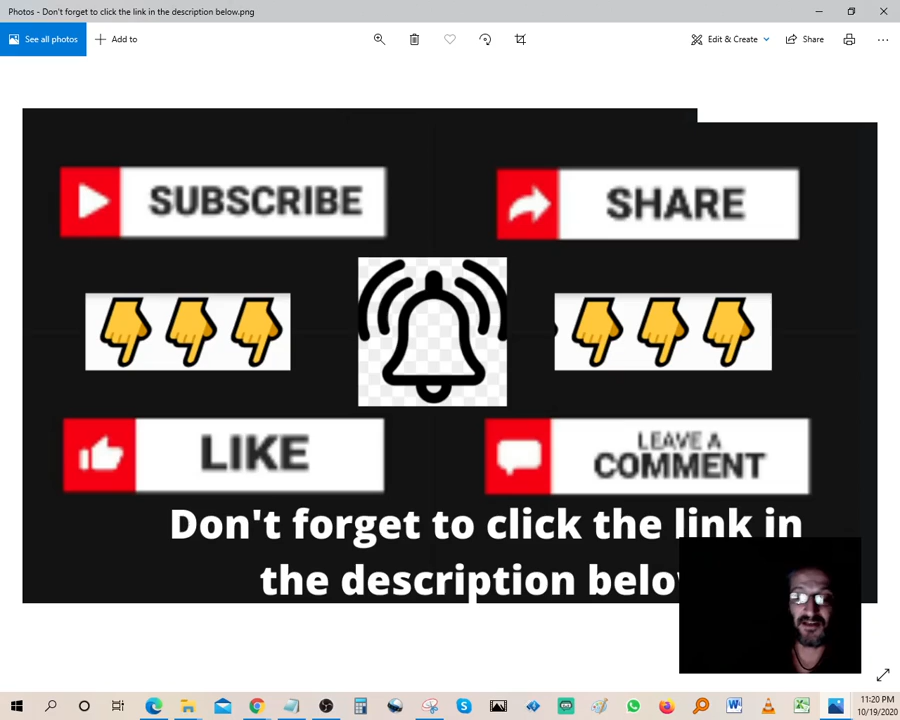 Photos - Don't forget to click the link in the description below.png
See all photos
Add to
Edit & Create
Share
SUBSCRIBE
SHARE
LIKE
LEAVE A
COMMENT
Don't forget to click the link in
the description belo
11:20 PM
10/19/2020